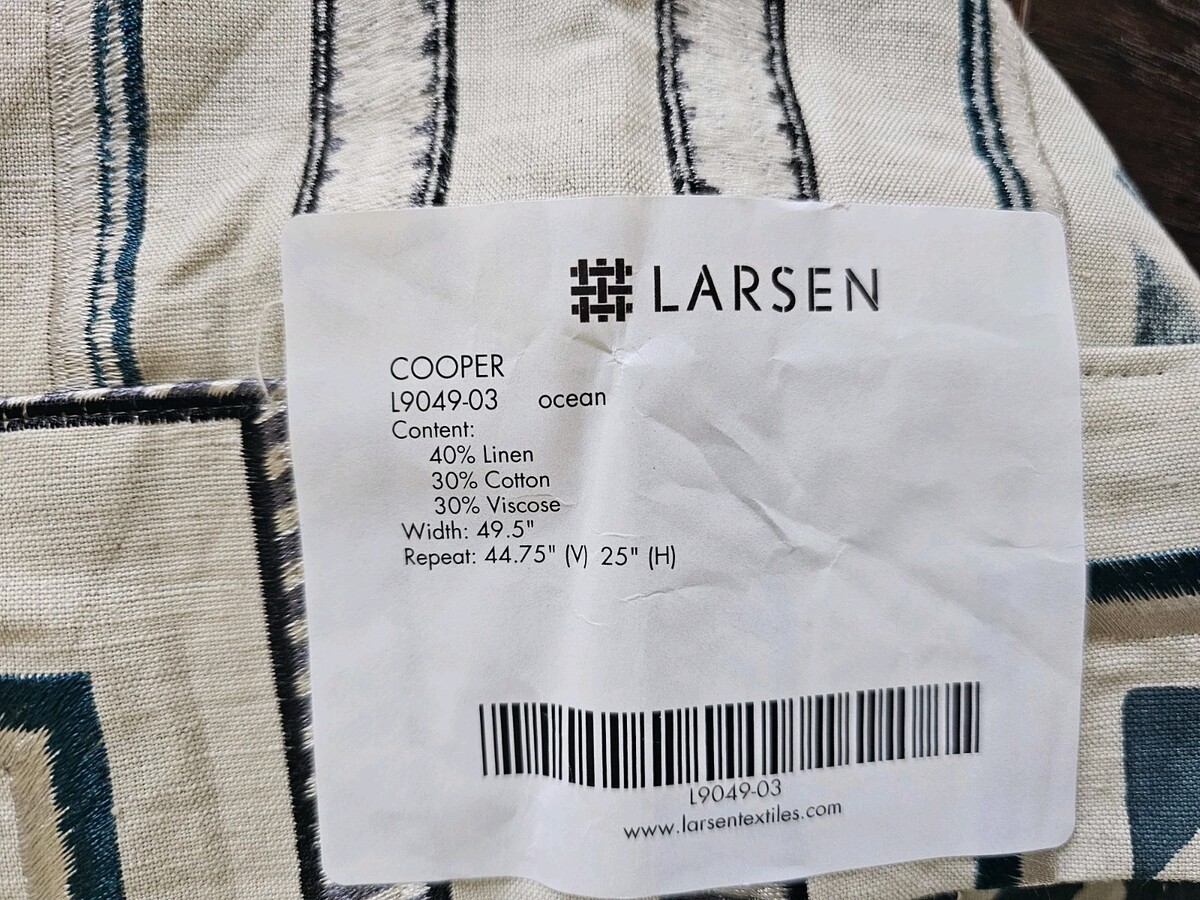 LARSEN
COOPER
L9049-03 ocean
Content:
40% Linen
30% Cotton
30% Viscose
Width: 49.5"
Repeat: 44.75" (V) 25" (H)
L9049-03
www.larsentextiles.com